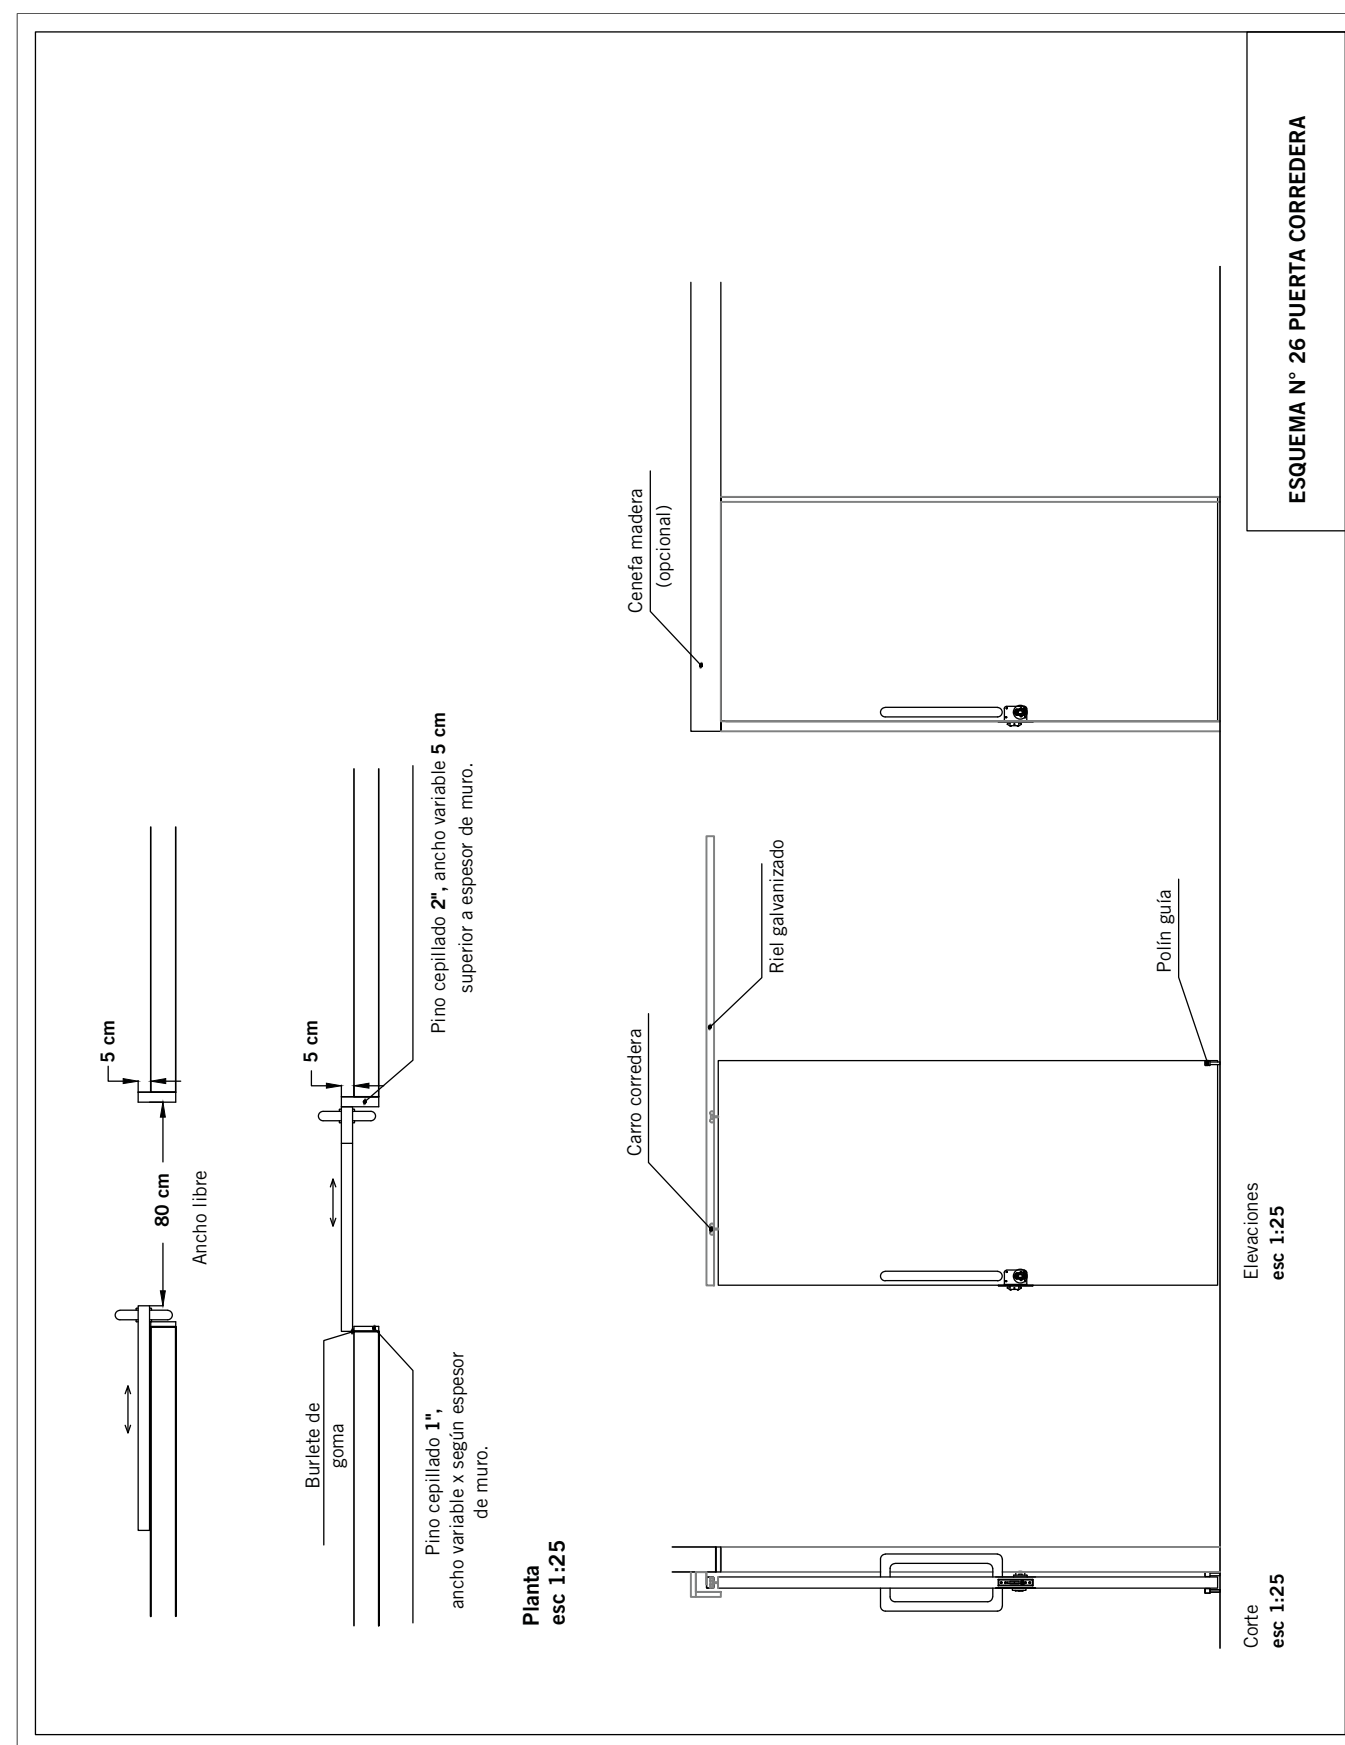 5 cm
80 cm
Ancho libre
Burlete de
goma
5 cm
Pino cepillado 1",
ancho variable x según espesor
de muro.
Pino cepillado 2", ancho variable 5 cm
superior a espesor de muro.
Planta
esc 1:25
Carro corredera
Riel galvanizado
Cenefa madera
(opcional)
Polín guía
Corte
esc 1:25
Elevaciones
esc 1:25
ESQUEMA N° 26 PUERTA CORREDERA